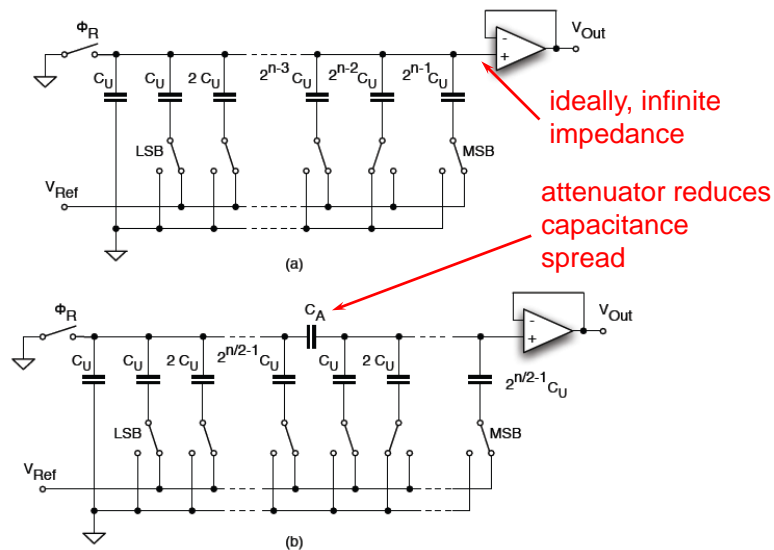 Φ_R
V_Out
C_U C_U 2 C_U 2^{n-3} C_U 2^{n-2} C_U 2^{n-1} C_U
- +
ideally, infinite
impedance
LSB MSB
V_Ref
attenuator reduces
capacitance
spread
(a)
Φ_R
C_A
V_Out
- +
C_U C_U 2 C_U 2^{n/2-1} C_U C_U 2 C_U 2^{n/2-1} C_U
LSB MSB
V_Ref
(b)